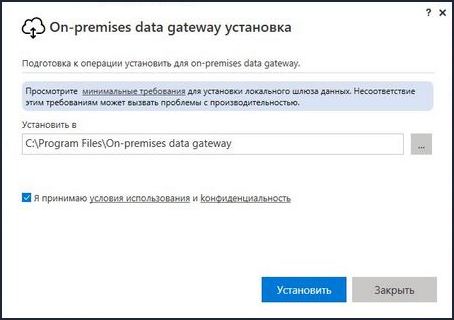 ? ×
On-premises data gateway установка
Подготовка к операции установить для on-premises data gateway.
Просмотрите минимальные требования для установки локального шлюза данных. Несоответствие
этим требованиям может вызвать проблемы с производительностью.
Установить в
C:\Program Files\On-premises data gateway
...
Я принимаю условия использования и конфиденциальность
Установить Закрыть